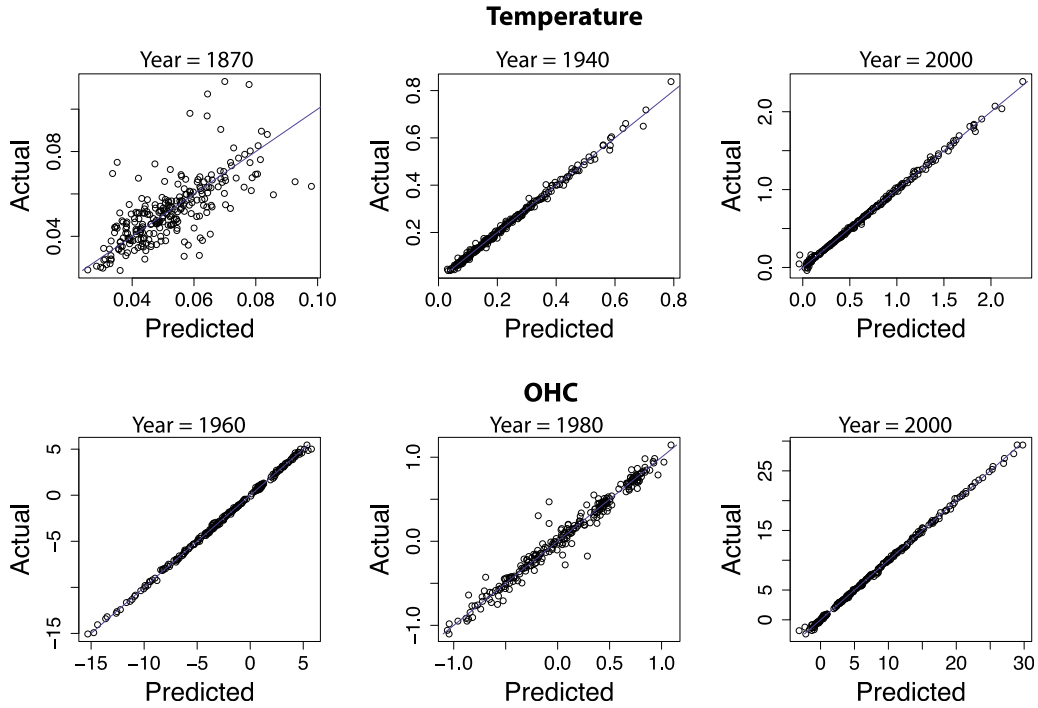 Temperature
Year = 1870
Year = 1940
Year = 2000
Actual
0.04
0.08
0.04
0.06
0.08
0.10
Predicted
Actual
0.2
0.4
0.6
0.8
0.0
0.2
0.4
0.6
0.8
Predicted
Actual
0.0
1.0
2.0
0.0
0.5
1.0
1.5
2.0
Predicted
OHC
Year = 1960
Year = 1980
Year = 2000
Actual
−15
−5
0
5
−15
−10
−5
0
5
Predicted
Actual
−1.0
0.0
1.0
−1.0
0.0
0.5
1.0
Predicted
Actual
0
5
15
25
0
5
10
20
30
Predicted